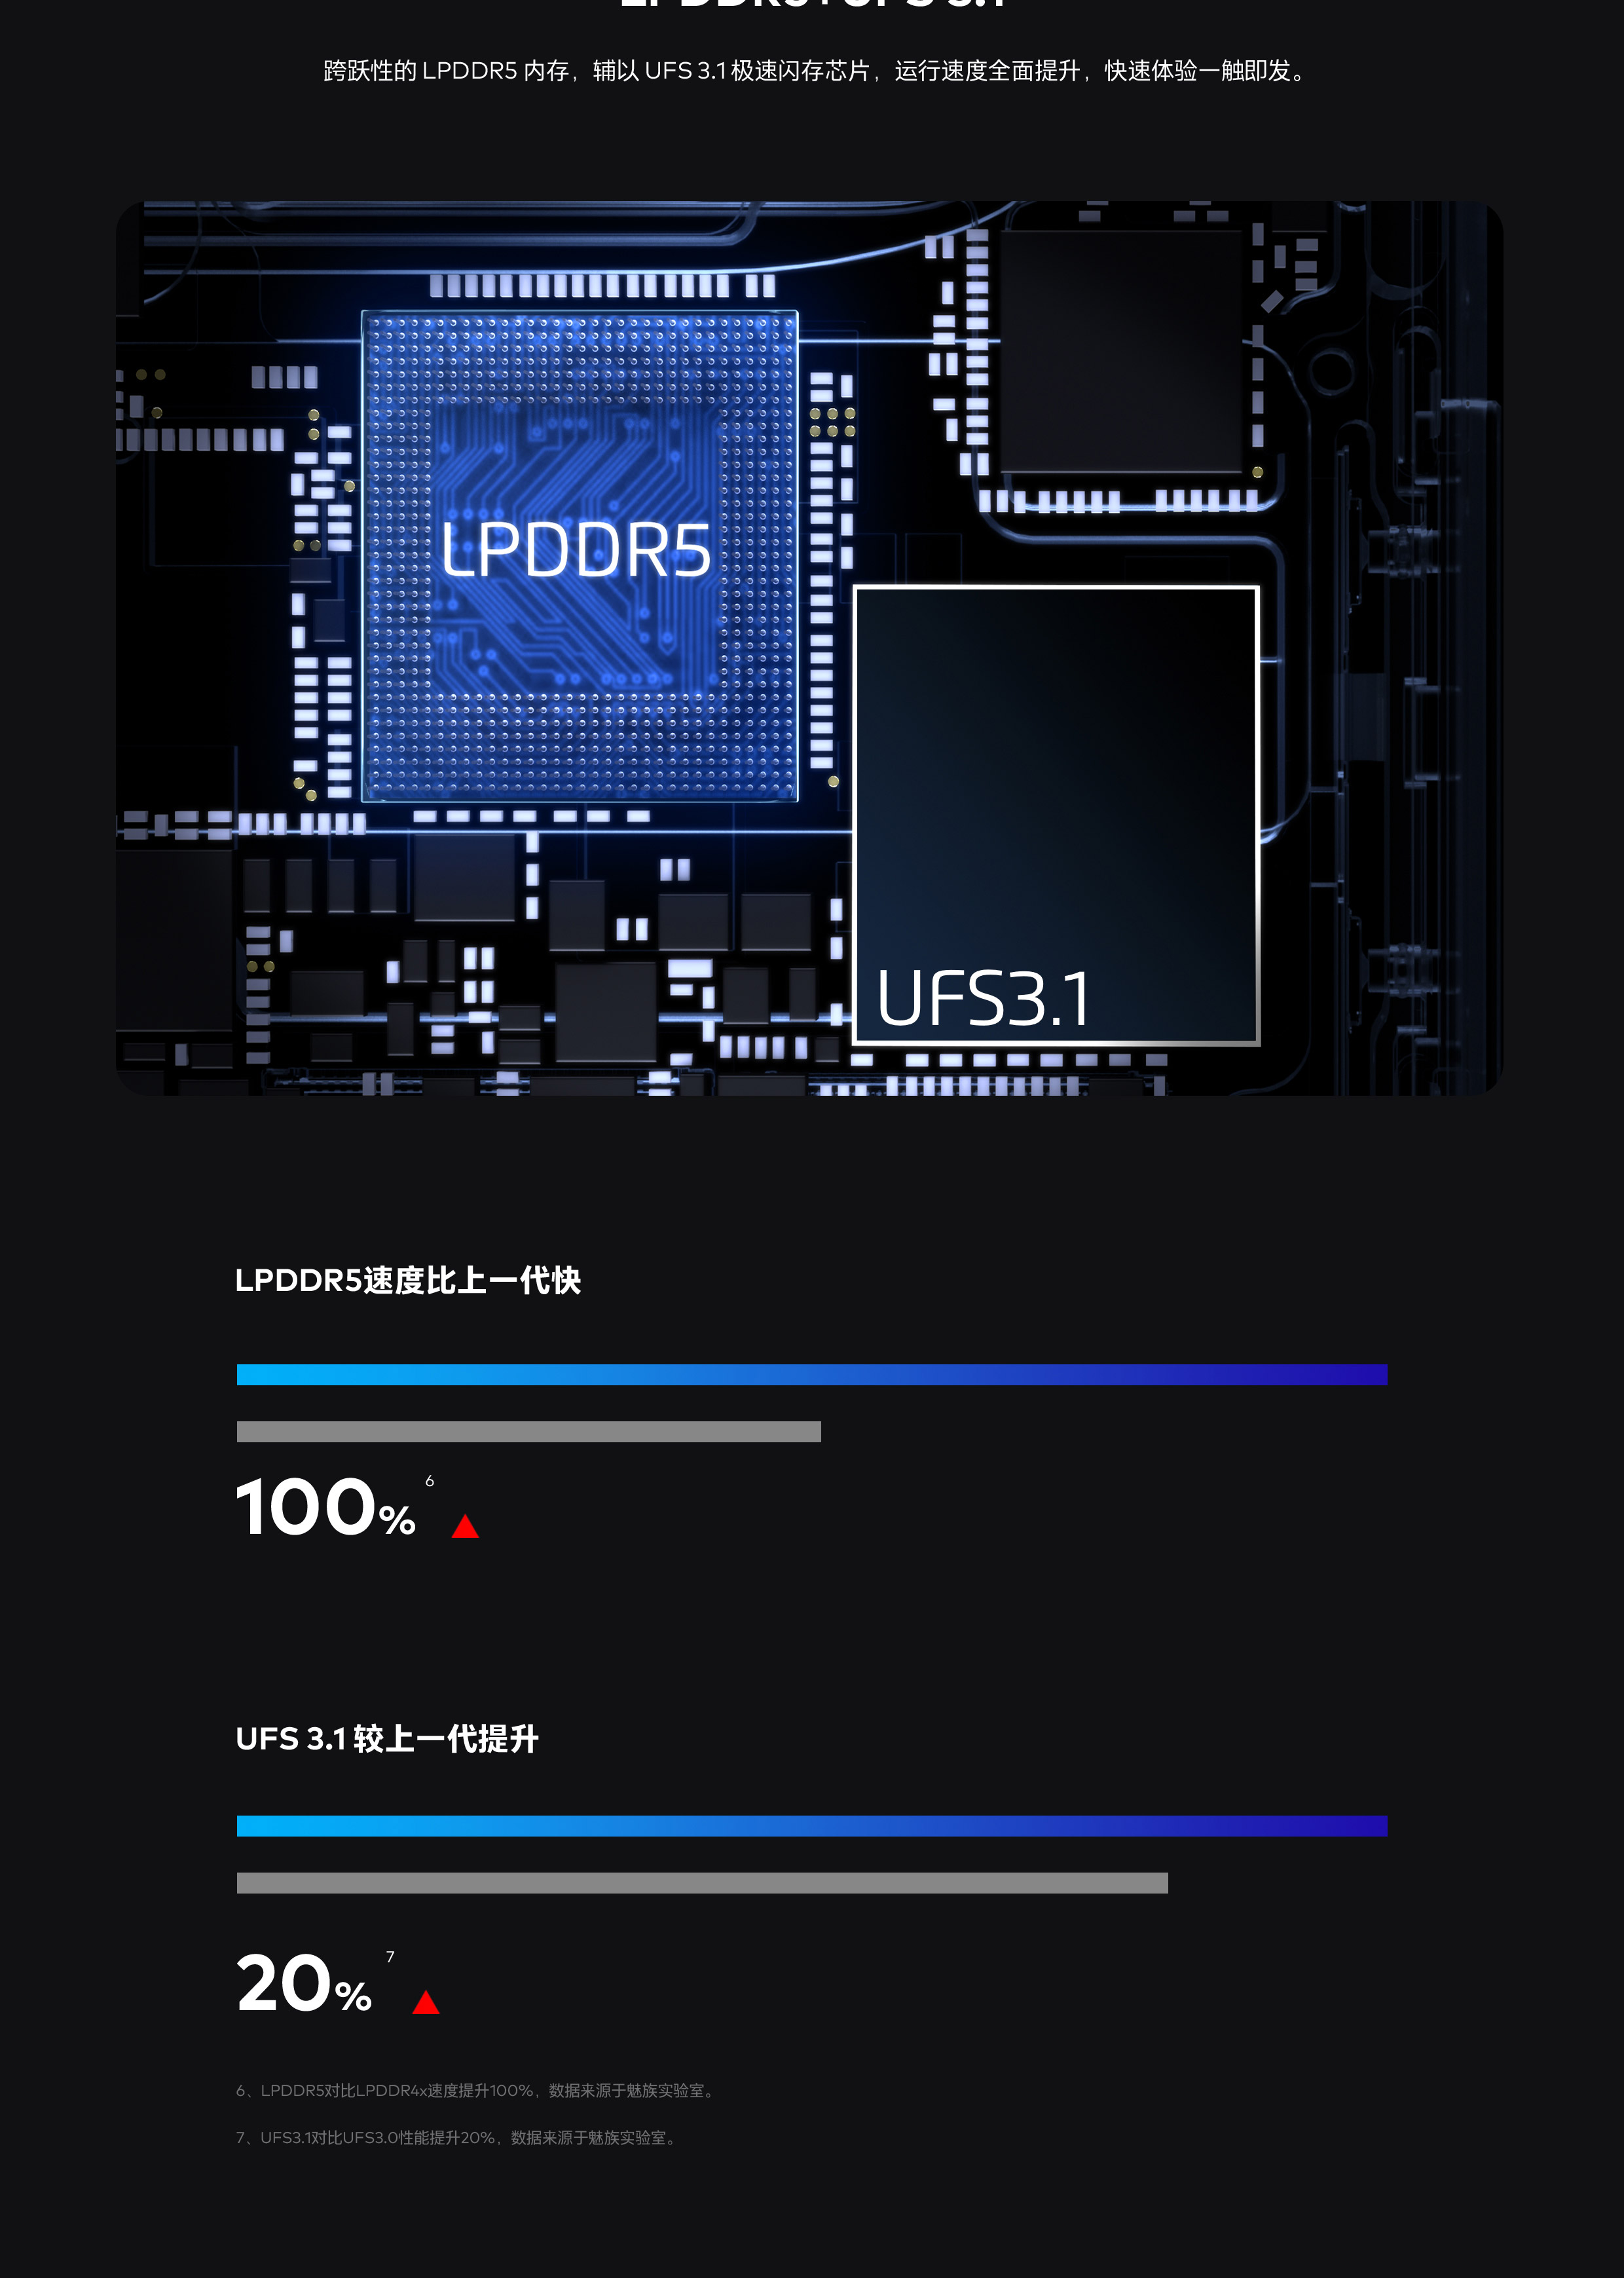 LPDDR5+UFS 3.1
跨跃性的 LPDDR5 内存，辅以 UFS 3.1 极速闪存芯片，运行速度全面提升，快速体验一触即发。
LPDDR5
UFS3.1
LPDDR5速度比上一代快
100% 6
UFS 3.1 较上一代提升
20% 7
6、LPDDR5对比LPDDR4x速度提升100%，数据来源于魅族实验室。
7、UFS3.1对比UFS3.0性能提升20%，数据来源于魅族实验室。